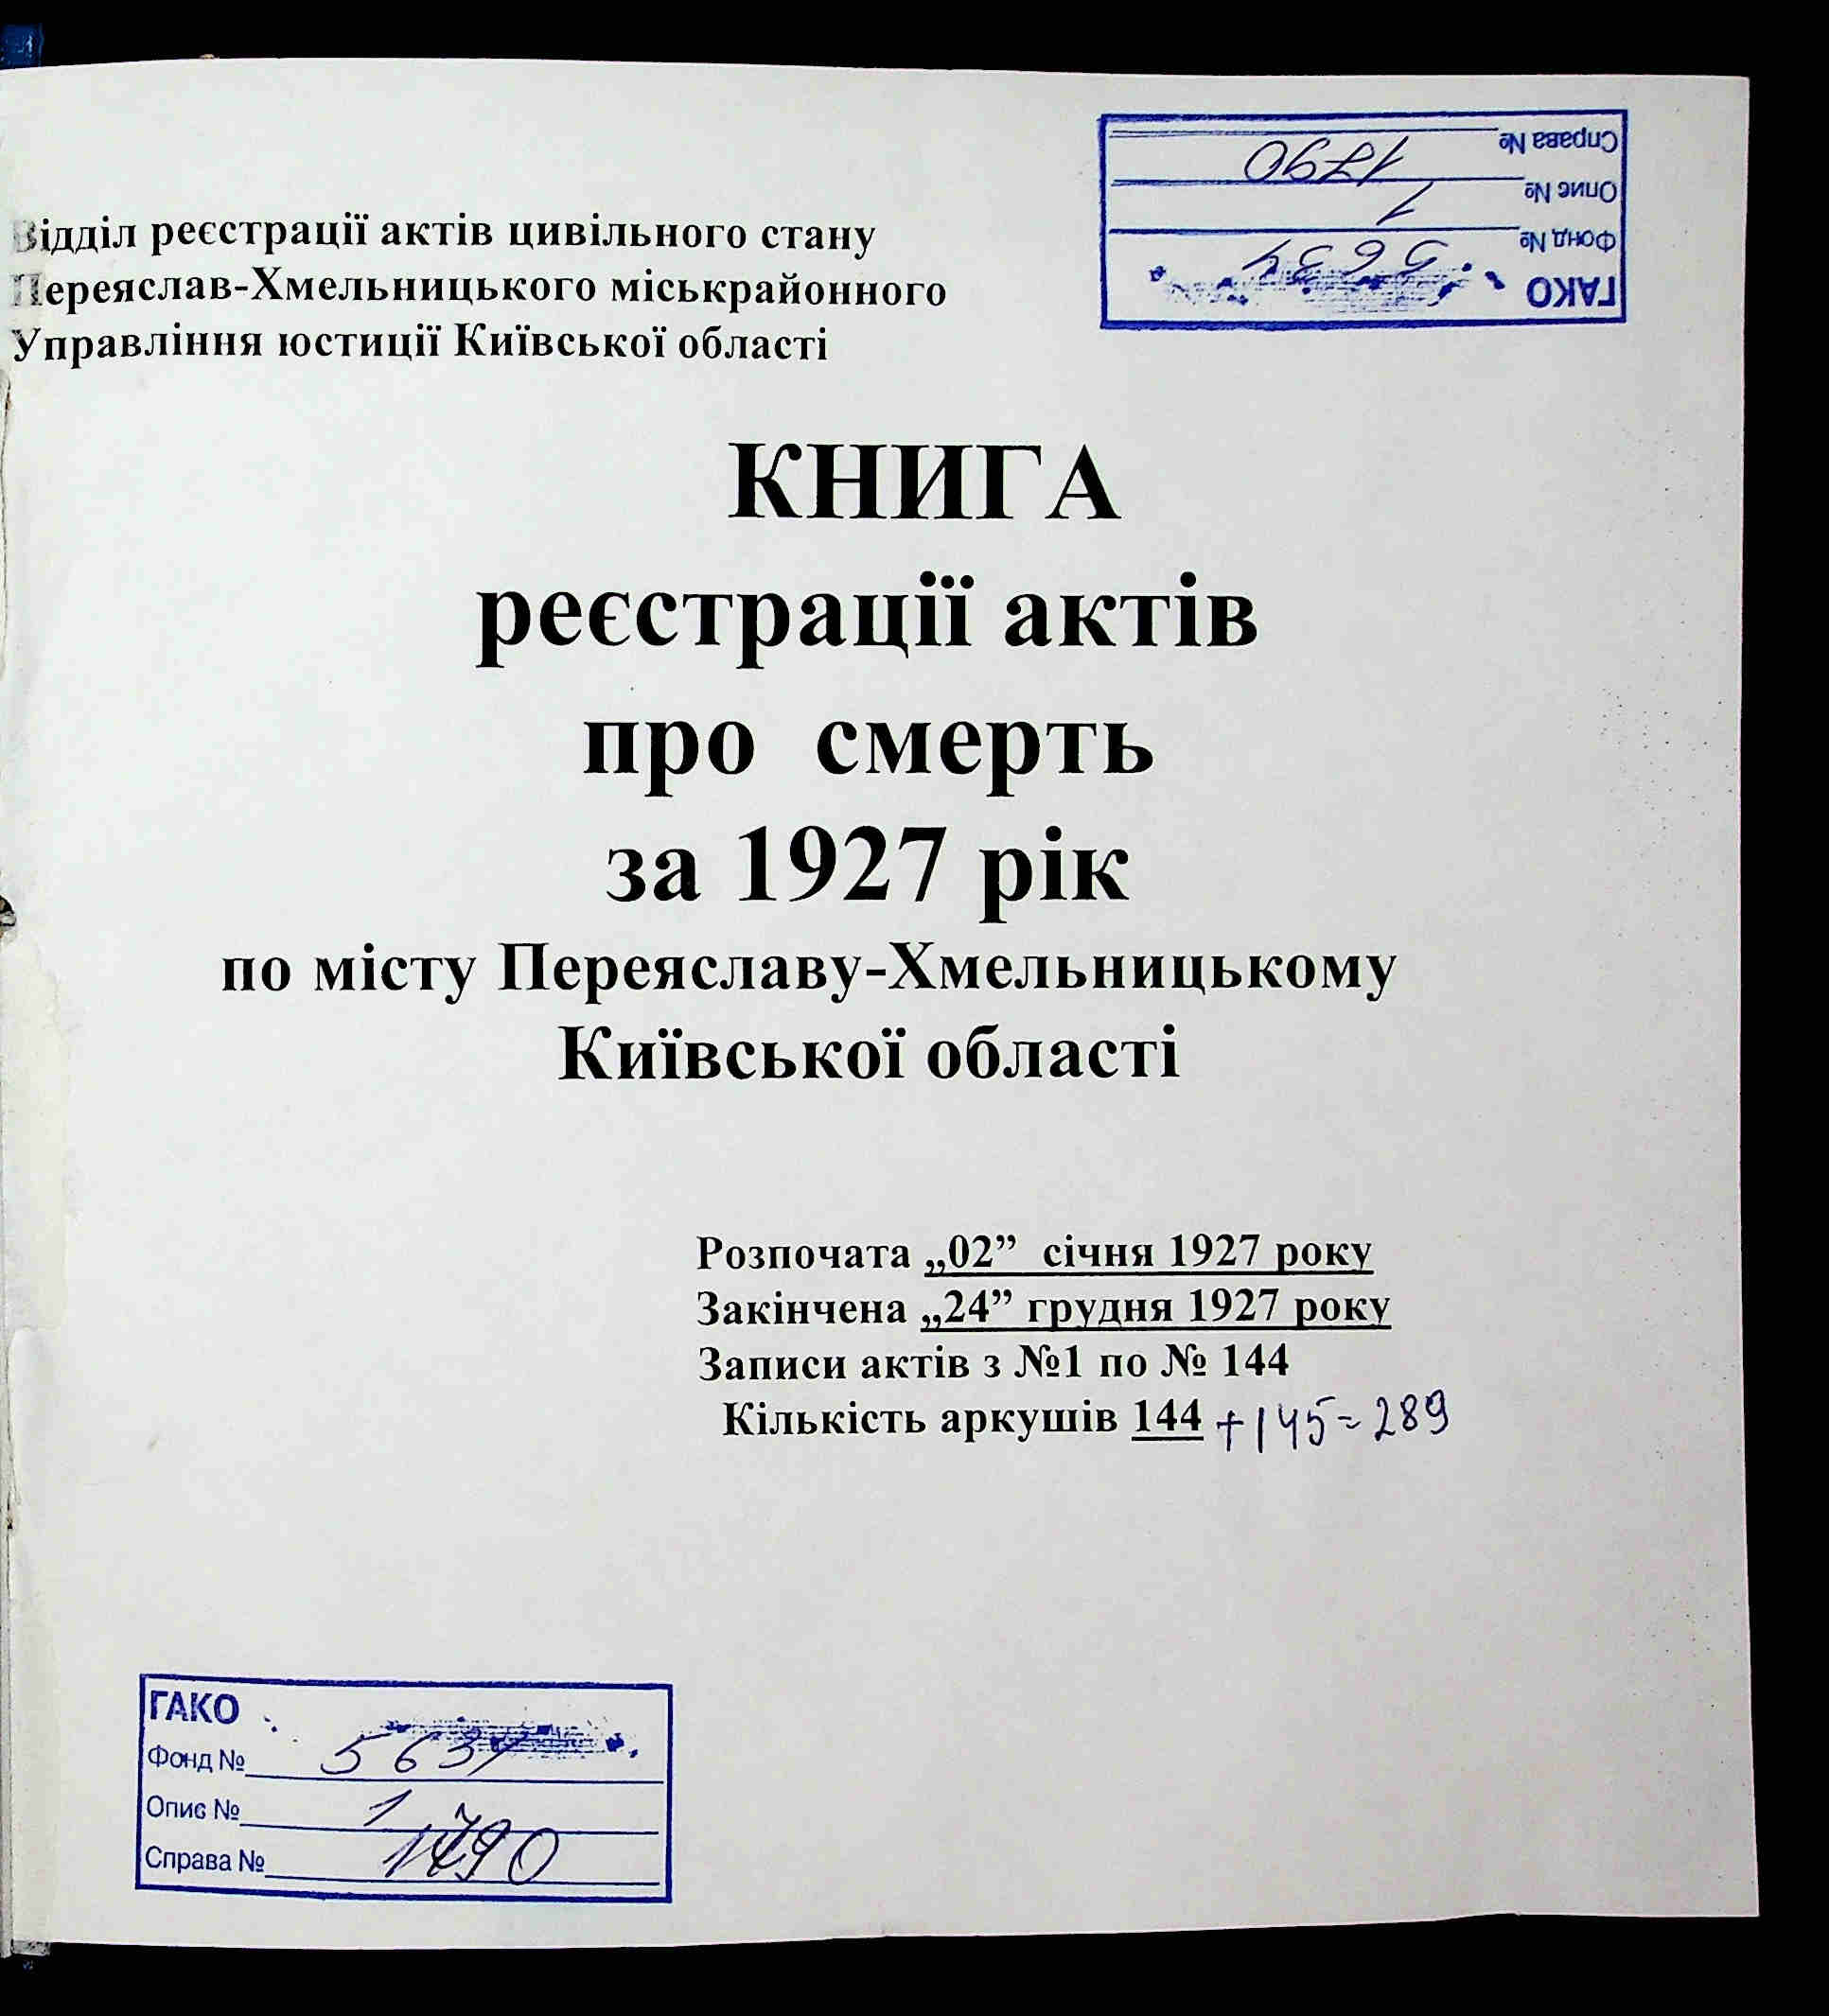 Відділ реєстрації актів цивільного стану
Переяслав-Хмельницького міськрайонного
Управління юстиції Київської області
ГАКО
Фонд № 5634
Опис № 1
Справа № 1790
КНИГА
реєстрації актів
про смерть
за 1927 рік
по місту Переяславу-Хмельницькому
Київської області
Розпочата „02” січня 1927 року
Закінчена „24” грудня 1927 року
Записи актів з №1 по № 144
Кількість аркушів 144 + 145 = 289
ГАКО
Фонд № 5634
Опис № 1
Справа № 1790